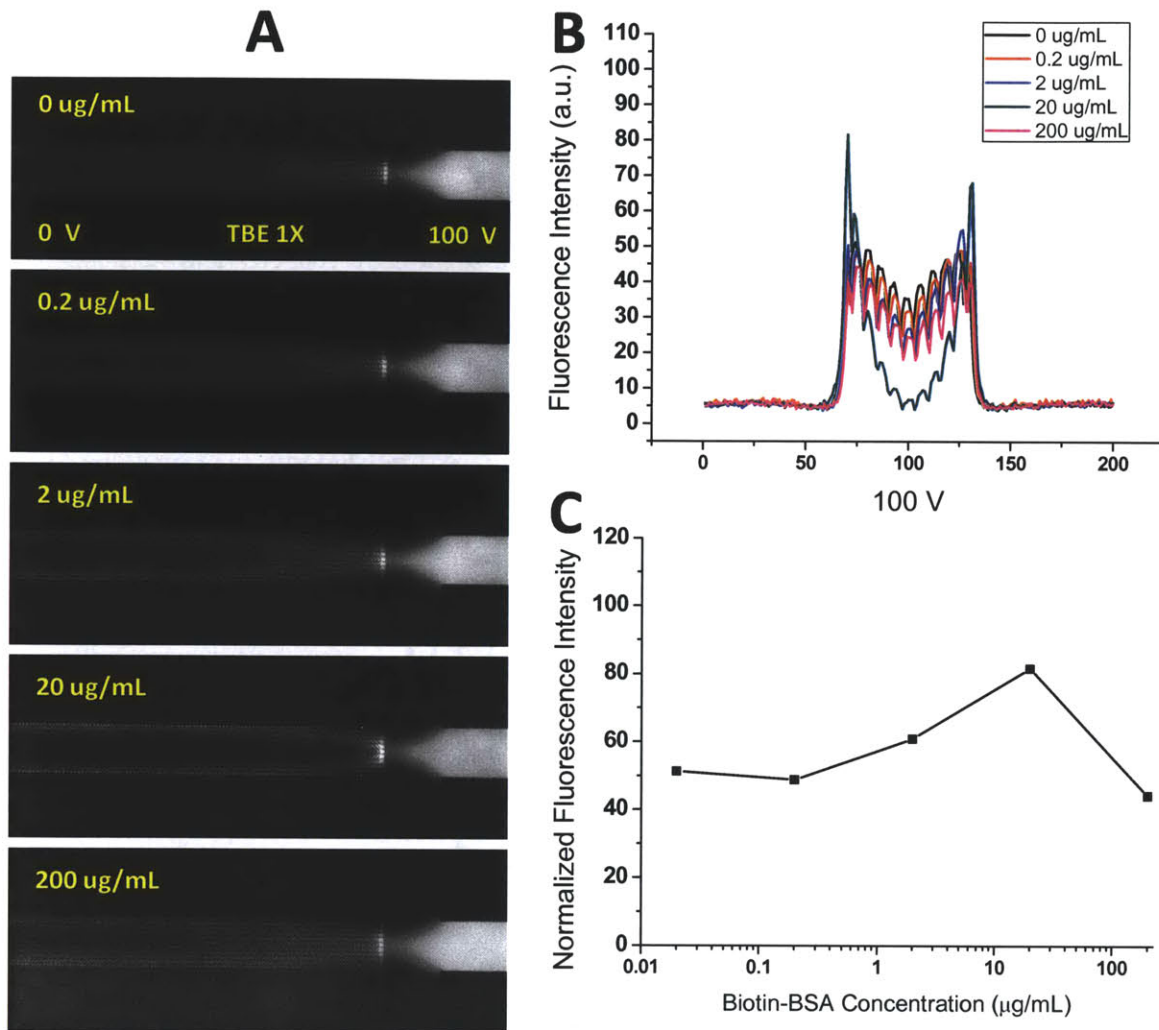 A
0 ug/mL
0 V TBE 1X 100 V
0.2 ug/mL
2 ug/mL
20 ug/mL
200 ug/mL
B
Fluorescence Intensity (a.u.)
110
100
90
80
70
60
50
40
30
20
10
0
0 ug/mL
0.2 ug/mL
2 ug/mL
20 ug/mL
200 ug/mL
0 50 100 150 200
100 V
C
Normalized Fluorescence Intensity
120
100
80
60
40
20
0
0.01 0.1 1 10 100
Biotin-BSA Concentration (μg/mL)